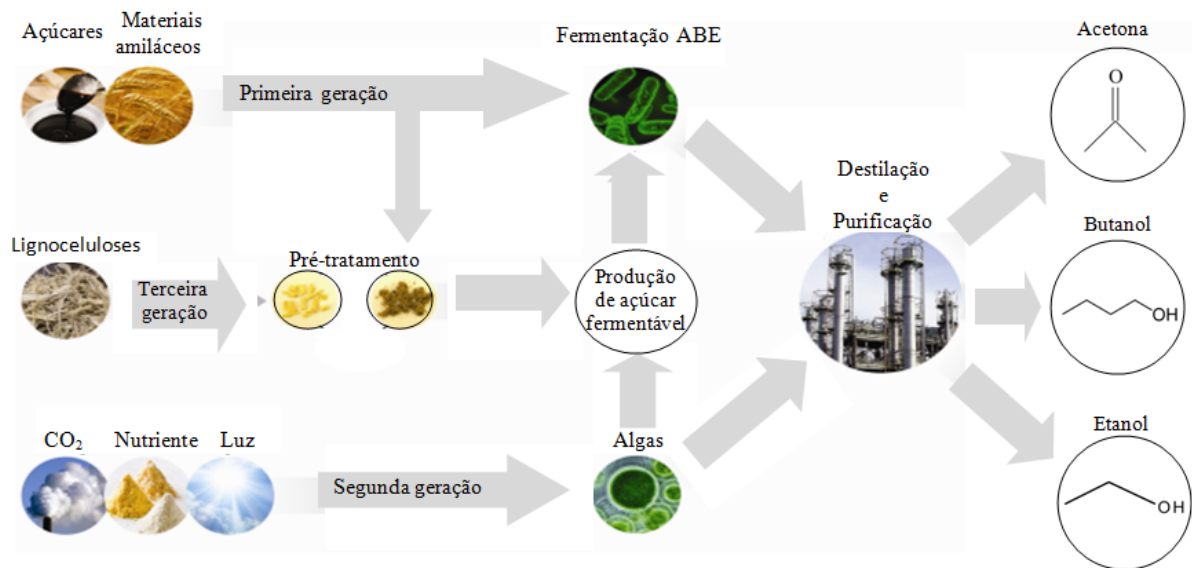 Açúcares
Materiais
amiláceos
Primeira geração
Fermentação ABE
Acetona
O
Destilação
e
Purificação
Lignoceluloses
Terceira
geração
Pré-tratamento
Produção
de açúcar
fermentável
Butanol
OH
CO₂
Nutriente
Luz
Segunda geração
Algas
Etanol
OH